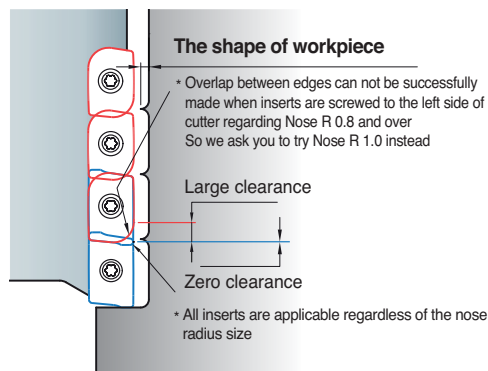 The shape of workpiece
* Overlap between edges can not be successfully
made when inserts are screwed to the left side of
cutter regarding Nose R 0.8 and over
So we ask you to try Nose R 1.0 instead
Large clearance
Zero clearance
* All inserts are applicable regardless of the nose
radius size